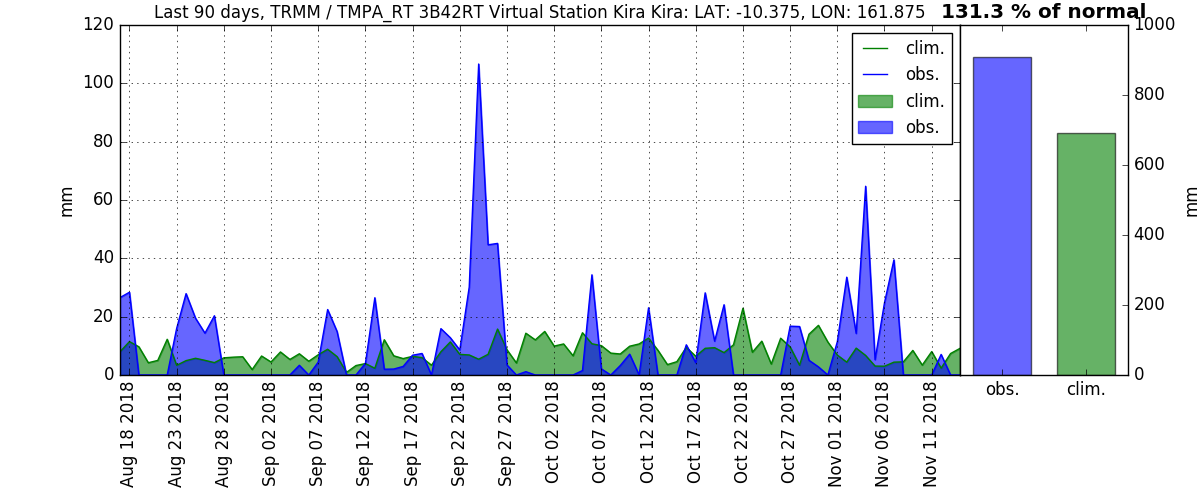 Last 90 days, TRMM / TMPA_RT 3B42RT Virtual Station Kira Kira: LAT: -10.375, LON: 161.875 131.3 % of normal
120
100
80
60
40
20
0
mm
clim.
obs.
clim.
obs.
1000
800
600
400
200
0
mm
obs.
clim.
Aug 18 2018
Aug 23 2018
Aug 28 2018
Sep 02 2018
Sep 07 2018
Sep 12 2018
Sep 17 2018
Sep 22 2018
Sep 27 2018
Oct 02 2018
Oct 07 2018
Oct 12 2018
Oct 17 2018
Oct 22 2018
Oct 27 2018
Nov 01 2018
Nov 06 2018
Nov 11 2018